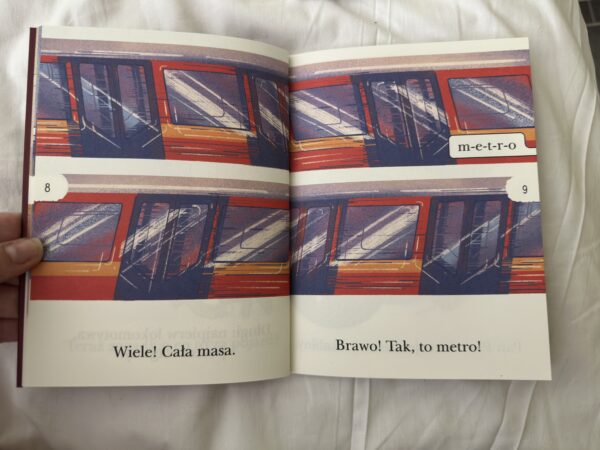 8
Wiele! Cała masa.
m-e-t-r-o
9
Brawo! Tak, to metro!